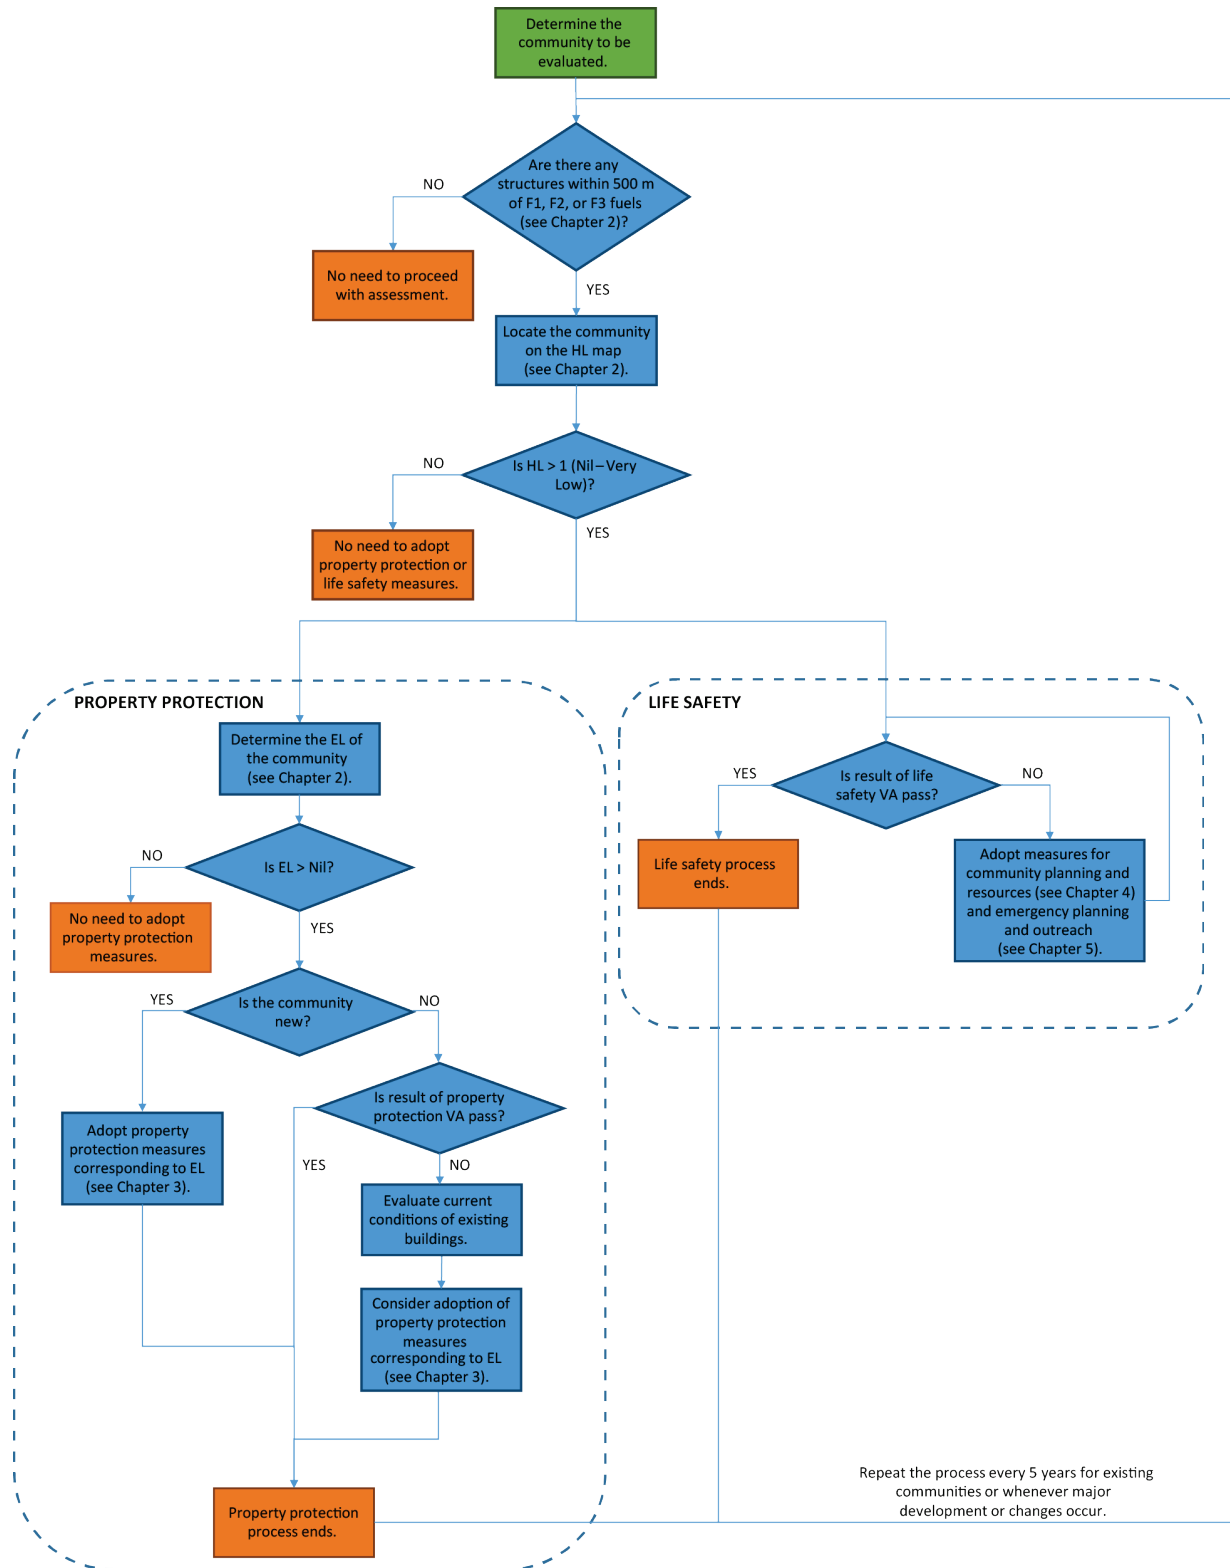 Determine the
community to be
evaluated.
Are there any
structures within 500 m
of F1, F2, or F3 fuels
(see Chapter 2)?
NO
No need to proceed
with assessment.
YES
Locate the community
on the HL map
(see Chapter 2).
Is HL > 1 (Nil–Very
Low)?
NO
No need to adopt
property protection or
life safety measures.
YES
PROPERTY PROTECTION
Determine the EL of
the community
(see Chapter 2).
Is EL > Nil?
NO
No need to adopt
property protection
measures.
YES
Is the community
new?
YES
NO
Adopt property
protection measures
corresponding to EL
(see Chapter 3).
Is result of property
protection VA pass?
YES
NO
Evaluate current
conditions of existing
buildings.
Consider adoption of
property protection
measures
corresponding to EL
(see Chapter 3).
Property protection
process ends.
LIFE SAFETY
Is result of life
safety VA pass?
YES
NO
Life safety process
ends.
Adopt measures for
community planning and
resources (see Chapter 4)
and emergency planning
and outreach
(see Chapter 5).
Repeat the process every 5 years for existing
communities or whenever major
development or changes occur.